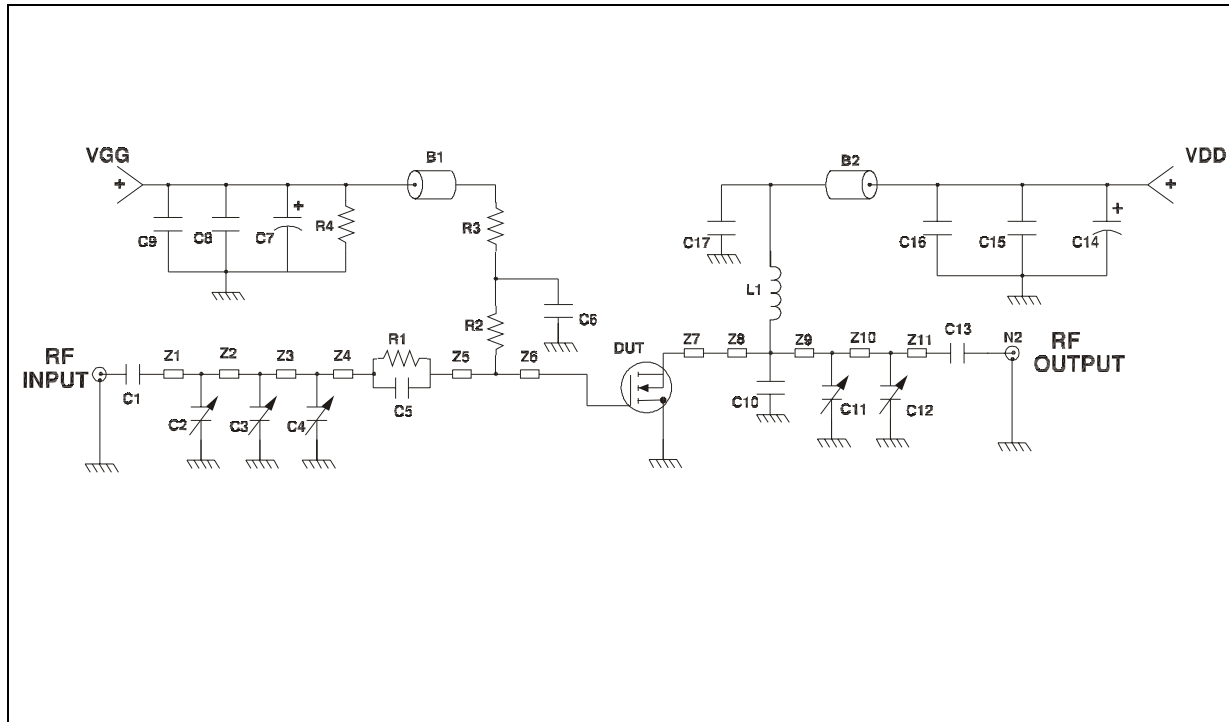 VGG
+
B1
B2
VDD
+
C9
C8
C7
+
R4
R3
C17
C16
C15
C14
+
L1
R2
C6
RF
INPUT
C1
Z1
Z2
Z3
Z4
R1
C5
Z5
Z6
DUT
Z7
Z8
Z9
Z10
Z11
C13
N2
RF
OUTPUT
C2
C3
C4
C10
C11
C12